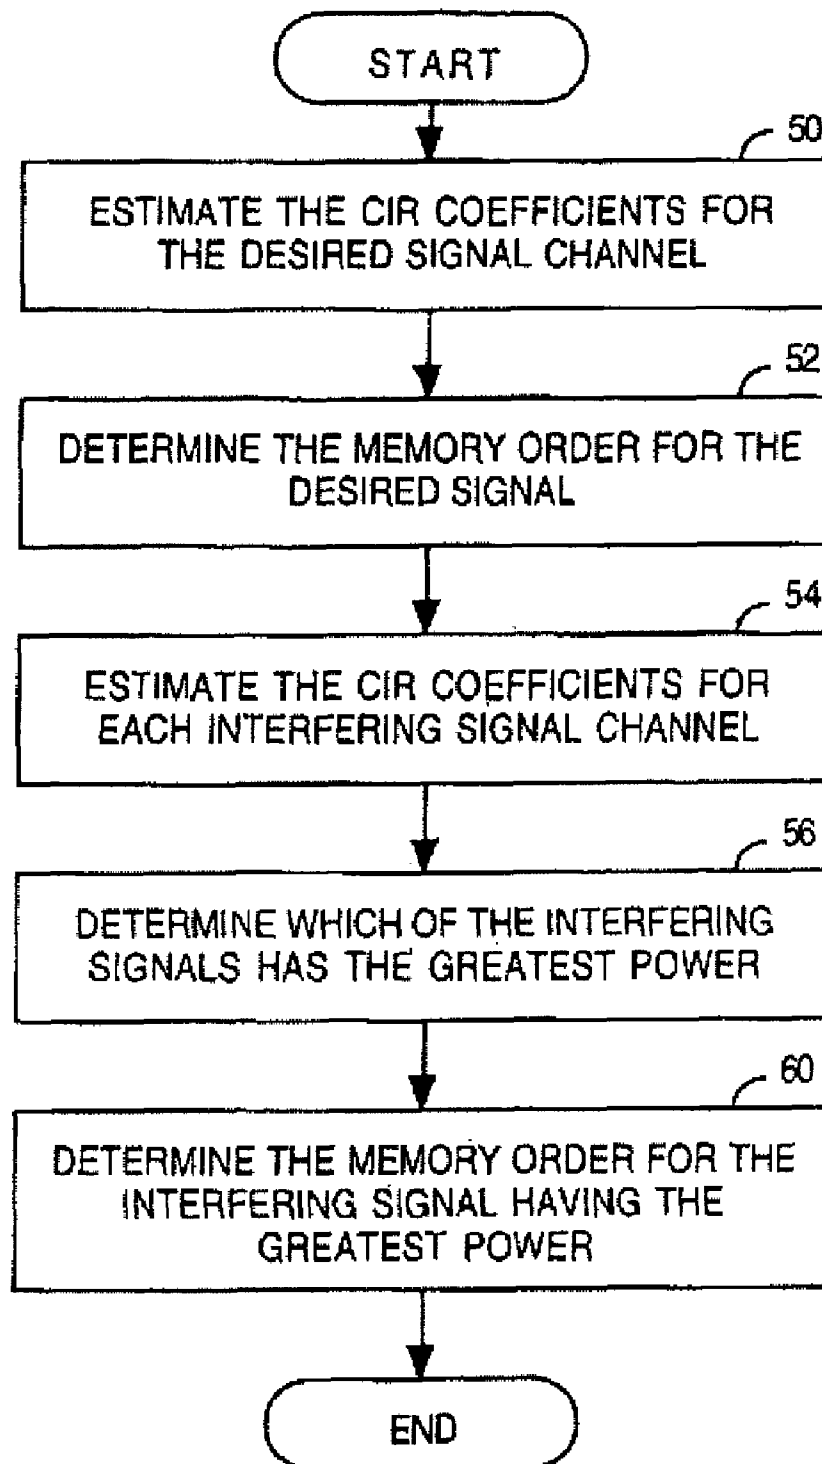 START
50
ESTIMATE THE CIR COEFFICIENTS FOR
THE DESIRED SIGNAL CHANNEL
52
DETERMINE THE MEMORY ORDER FOR THE
DESIRED SIGNAL
54
ESTIMATE THE CIR COEFFICIENTS FOR
EACH INTERFERING SIGNAL CHANNEL
56
DETERMINE WHICH OF THE INTERFERING
SIGNALS HAS THE GREATEST POWER
60
DETERMINE THE MEMORY ORDER FOR THE
INTERFERING SIGNAL HAVING THE
GREATEST POWER
END